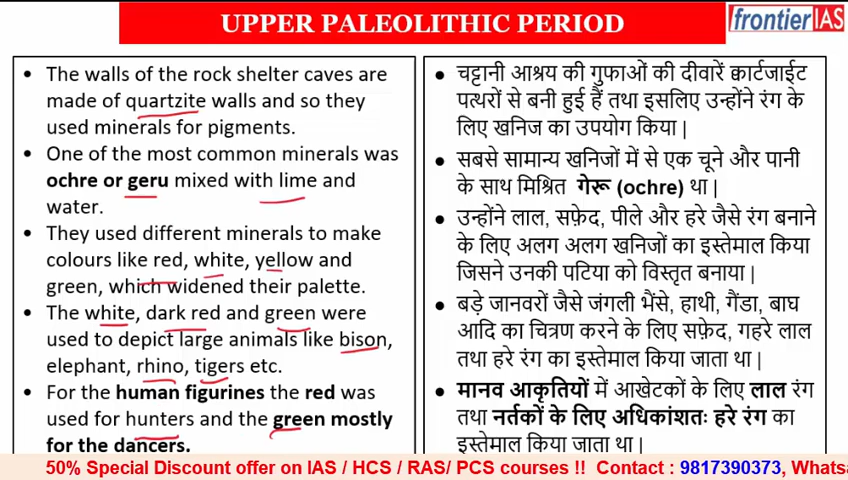 UPPER PALEOLITHIC PERIOD
frontierIAS
• The walls of the rock shelter caves are
made of quartzite walls and so they
used minerals for pigments.
• One of the most common minerals was
ochre or geru mixed with lime and
water.
• They used different minerals to make
colours like red, white, yellow and
green, which widened their palette.
• The white, dark red and green were
used to depict large animals like bison,
elephant, rhino, tigers etc.
• For the human figurines the red was
used for hunters and the green mostly
for the dancers.
• चट्टानी आश्रय की गुफाओं की दीवारें क्वार्टजाईट
पत्थरों से बनी हुई हैं तथा इसलिए उन्होंने रंग के
लिए खनिज का उपयोग किया |
• सबसे सामान्य खनिजों में से एक चूने और पानी
के साथ मिश्रित गेरू (ochre) था |
• उन्होंने लाल, सफ़ेद, पीले और हरे जैसे रंग बनाने
के लिए अलग अलग खनिजों का इस्तेमाल किया
जिसने उनकी पटिया को विस्तृत बनाया |
• बड़े जानवरों जैसे जंगली भैंसे, हाथी, गैंडा, बाघ
आदि का चित्रण करने के लिए सफ़ेद, गहरे लाल
तथा हरे रंग का इस्तेमाल किया जाता था |
• मानव आकृतियों में आखेटकों के लिए लाल रंग
तथा नर्तकों के लिए अधिकांशतः हरे रंग का
इस्तेमाल किया जाता था |
50% Special Discount offer on IAS / HCS / RAS/ PCS courses !! Contact : 9817390373, Whatsa